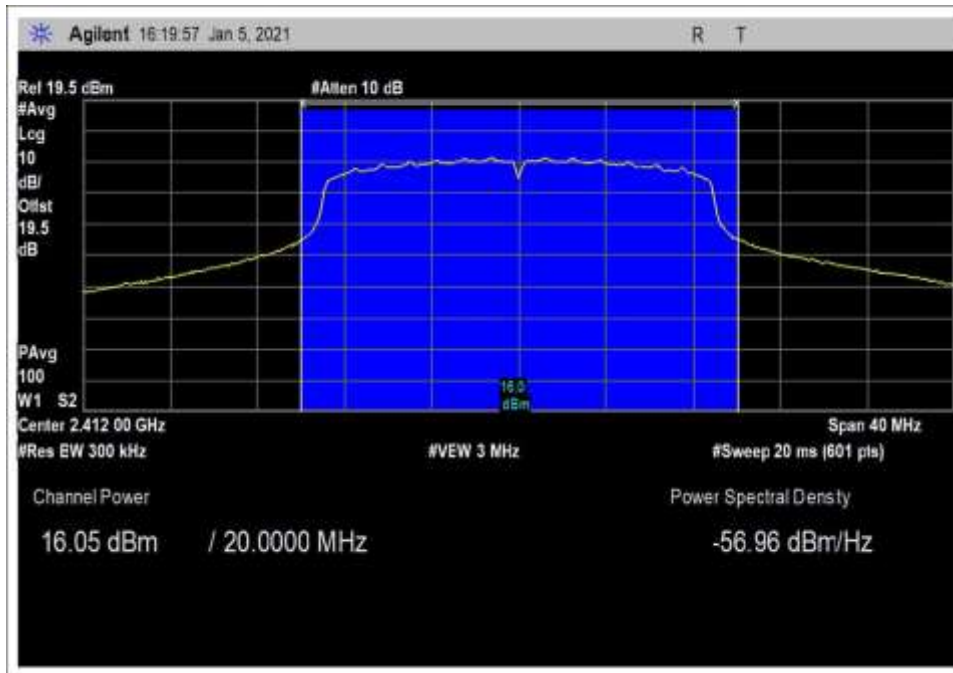 Agilent 16:19:57 Jan 5, 2021 R T
Ref 19.5 dBm #Atten 10 dB
#Avg
Log
10
dB/
Offst
19.5
dB
PAvg
100
W1 S2
16.0
dBm
Center 2.412 00 GHz Span 40 MHz
#Res BW 300 kHz #VBW 3 MHz #Sweep 20 ms (601 pts)
Channel Power Power Spectral Density
16.05 dBm / 20.0000 MHz -56.96 dBm/Hz